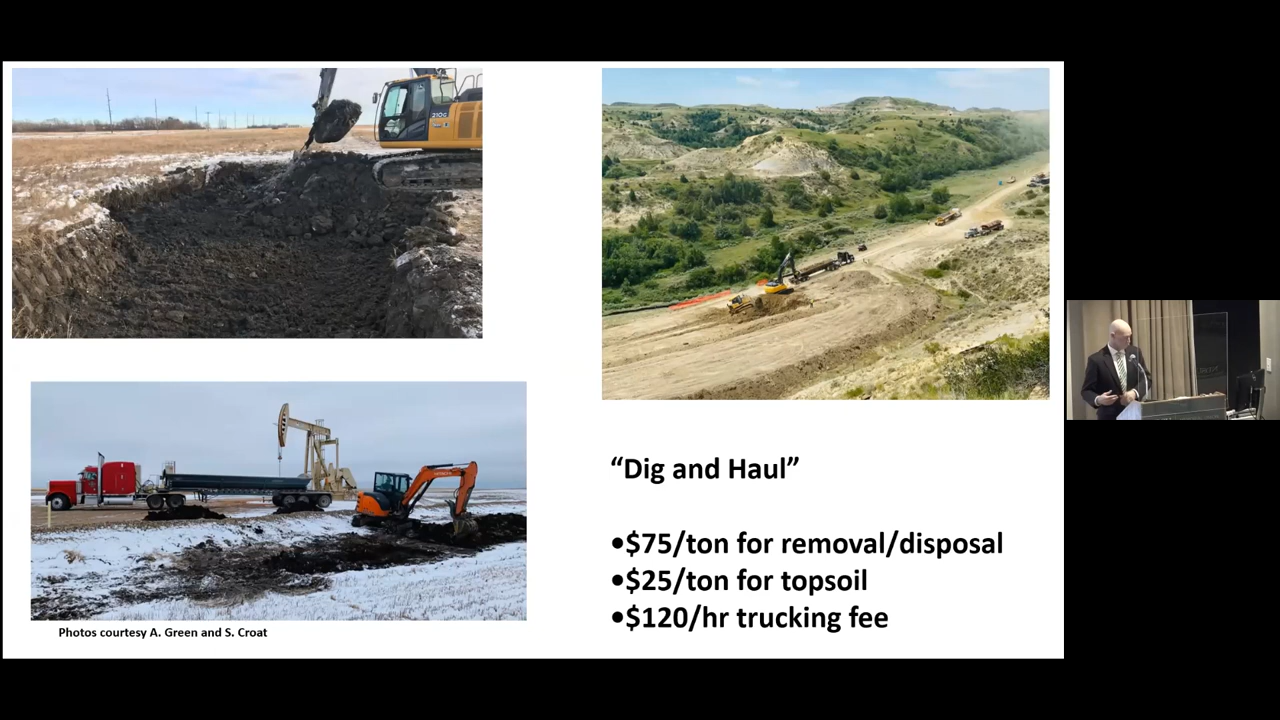 210G
Photos courtesy A. Green and S. Croat
“Dig and Haul”
•$75/ton for removal/disposal
•$25/ton for topsoil
•$120/hr trucking fee